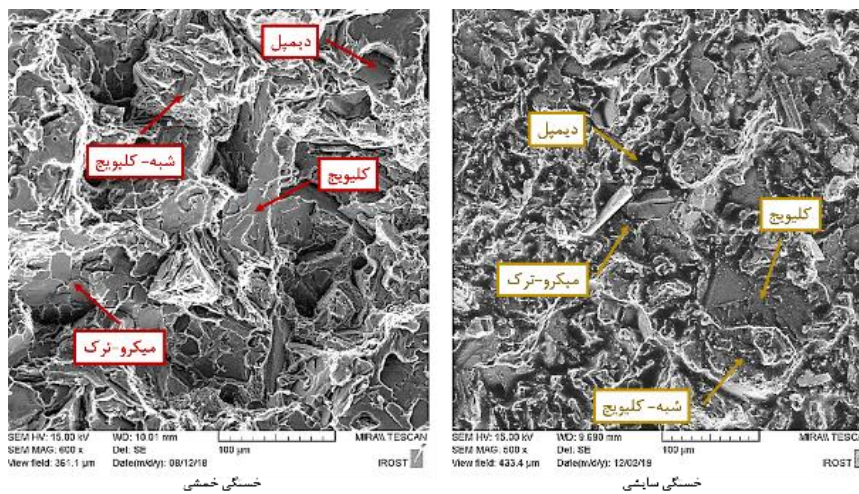 دیمپل
شبه-کلیویج
کلیویج
میکرو-ترک
SEM HV: 15.00 kV WD: 10.01 mm MIRA\\ TESCAN
SEM MAG: 600 x Det: SE 100 µm
View field: 361.1 µm Date(m/d/y): 08/12/18 IROST
خستگی خمشی
دیمپل
کلیویج
میکرو-ترک
شبه-کلیویج
SEM HV: 15.00 kV WD: 9.690 mm MIRA\\ TESCAN
SEM MAG: 500 x Det: SE 100 µm
View field: 433.4 µm Date(m/d/y): 12/02/19 IROST
خستگی سایشی